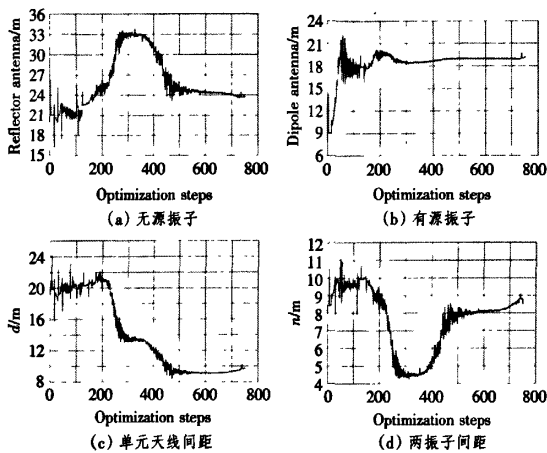 Reflector antenna/m
36
33
30
27
24
21
18
15
0 200 400 600 800
Optimization steps
(a) 无源振子
Dipole antenna/m
24
21
18
15
12
9
6
0 200 400 600 800
Optimization steps
(b) 有源振子
d/m
24
20
16
12
8
0 200 400 600 800
Optimization steps
(c) 单元天线间距
n/m
12
11
10
9
8
7
6
5
4
0 200 400 600 800
Optimization steps
(d) 两振子间距